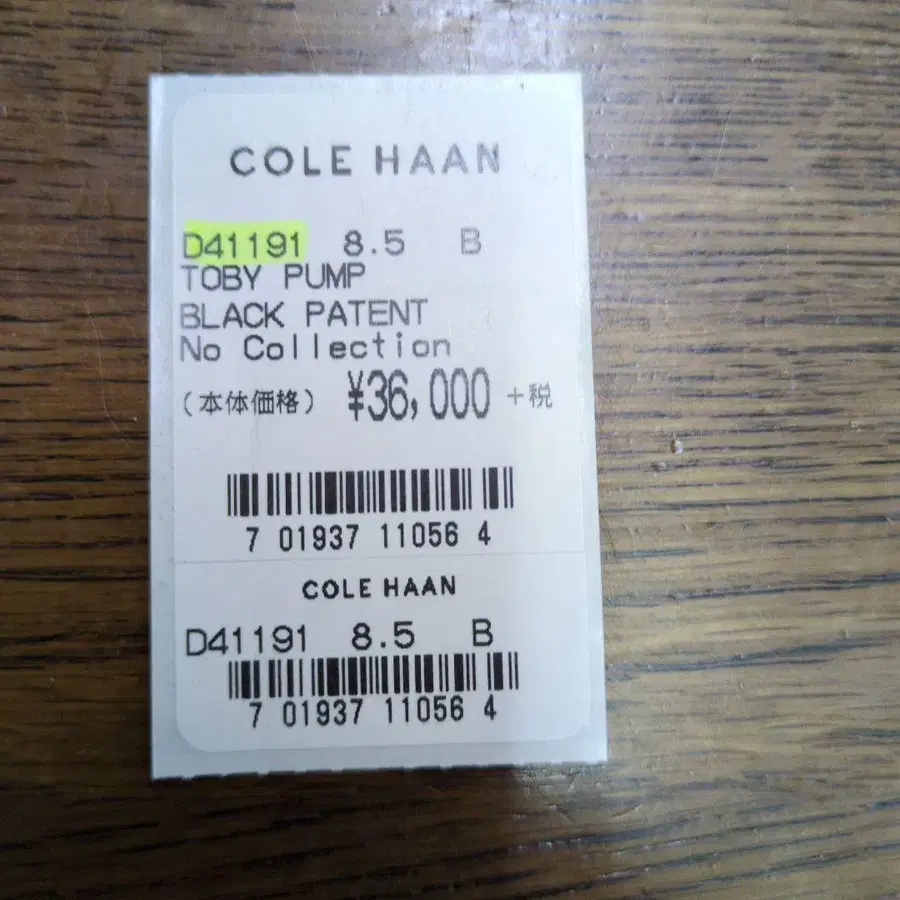 COLE HAAN
D41191 8.5 B
TOBY PUMP
BLACK PATENT
No Collection
(本体価格) ¥36,000 +税
7 01937 11056 4
COLE HAAN
D41191 8.5 B
7 01937 11056 4